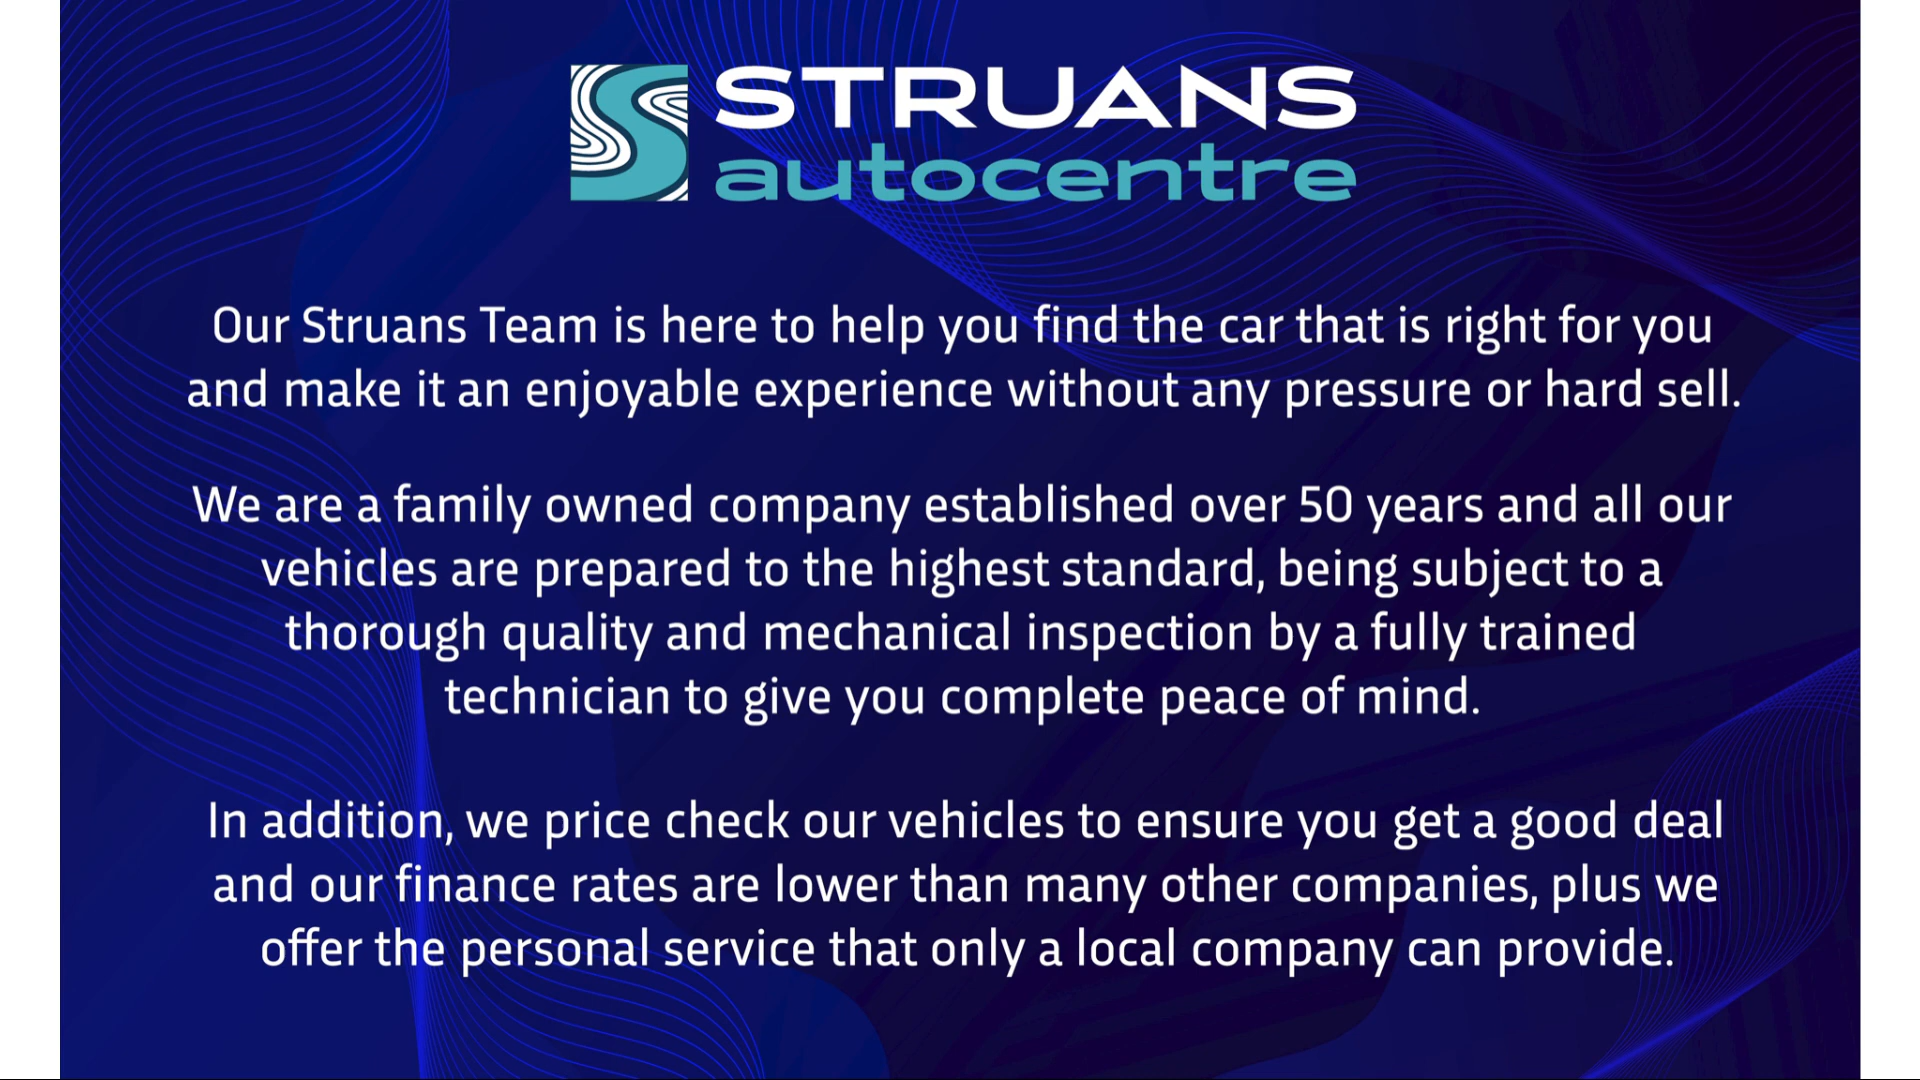 STRUANS
autocentre
Our Struans Team is here to help you find the car that is right for you
and make it an enjoyable experience without any pressure or hard sell.
We are a family owned company established over 50 years and all our
vehicles are prepared to the highest standard, being subject to a
thorough quality and mechanical inspection by a fully trained
technician to give you complete peace of mind.
In addition, we price check our vehicles to ensure you get a good deal
and our finance rates are lower than many other companies, plus we
offer the personal service that only a local company can provide.